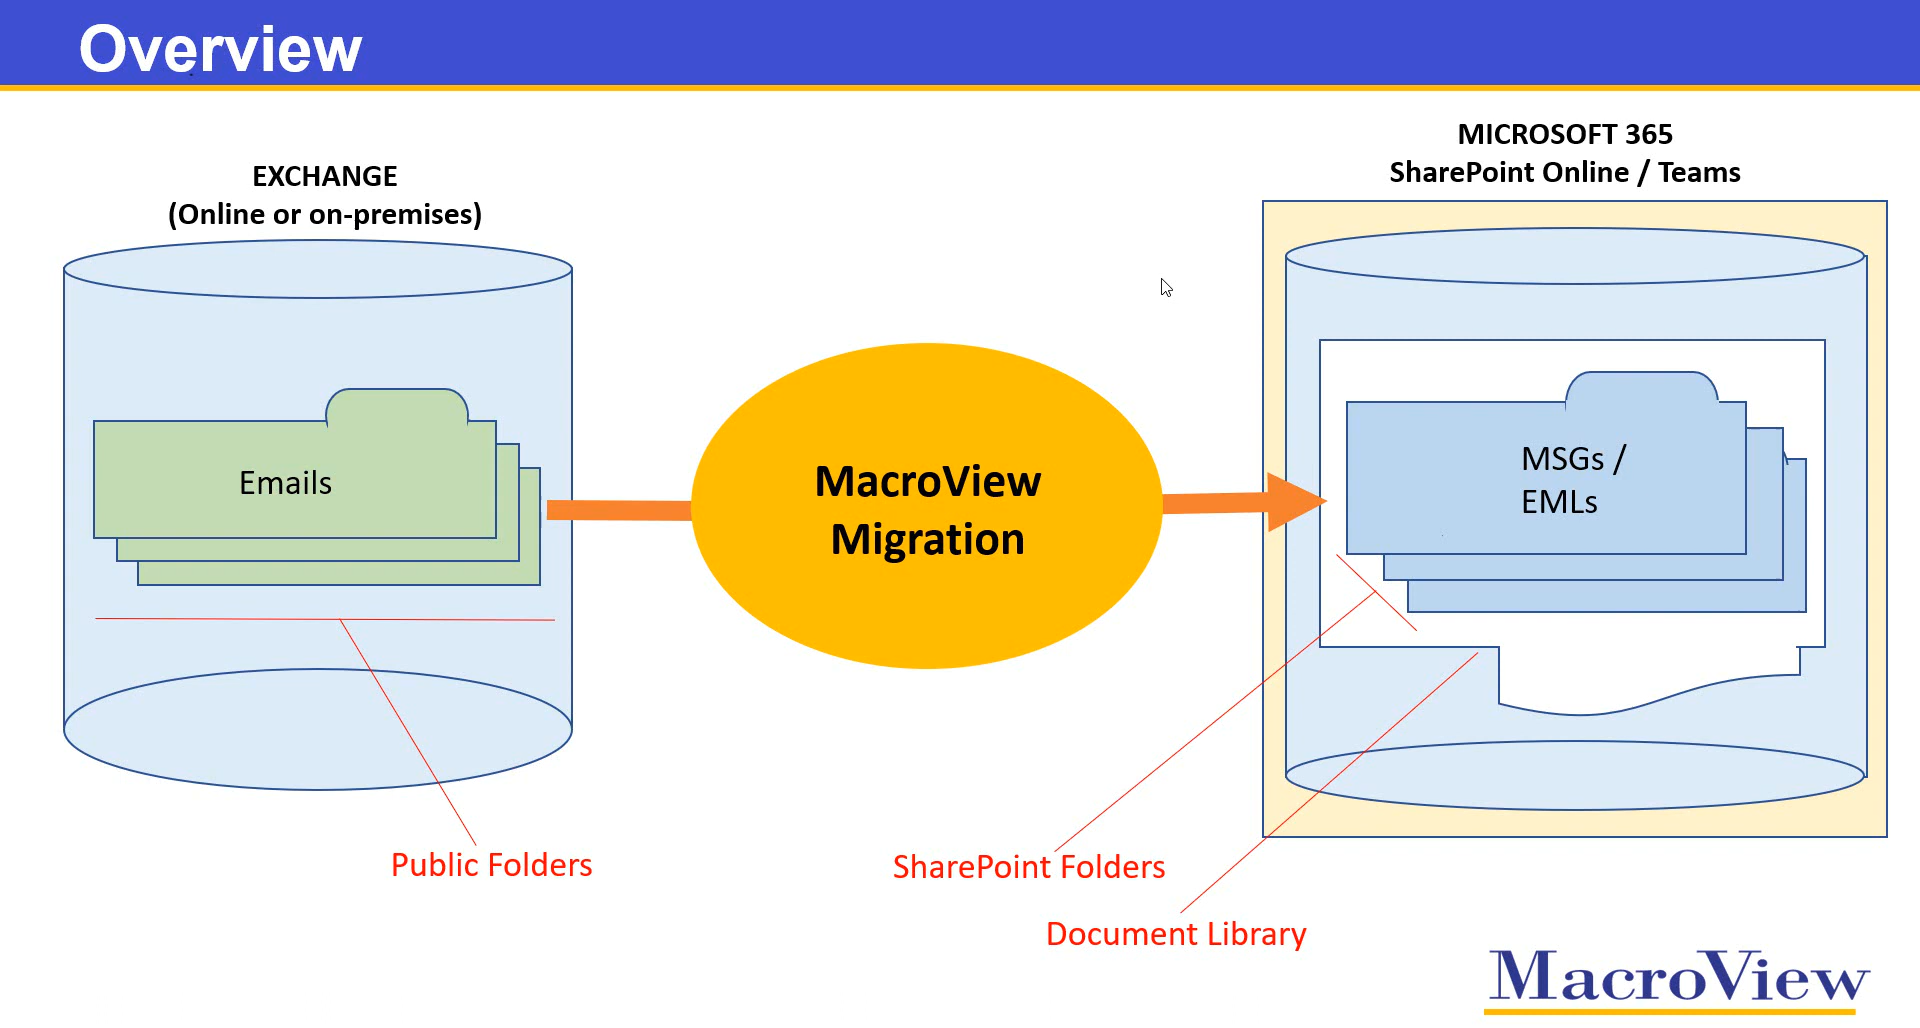 Overview
EXCHANGE
(Online or on-premises)
MICROSOFT 365
SharePoint Online / Teams
Emails
MacroView
Migration
MSGs /
EMLs
Public Folders
SharePoint Folders
Document Library
MacroView